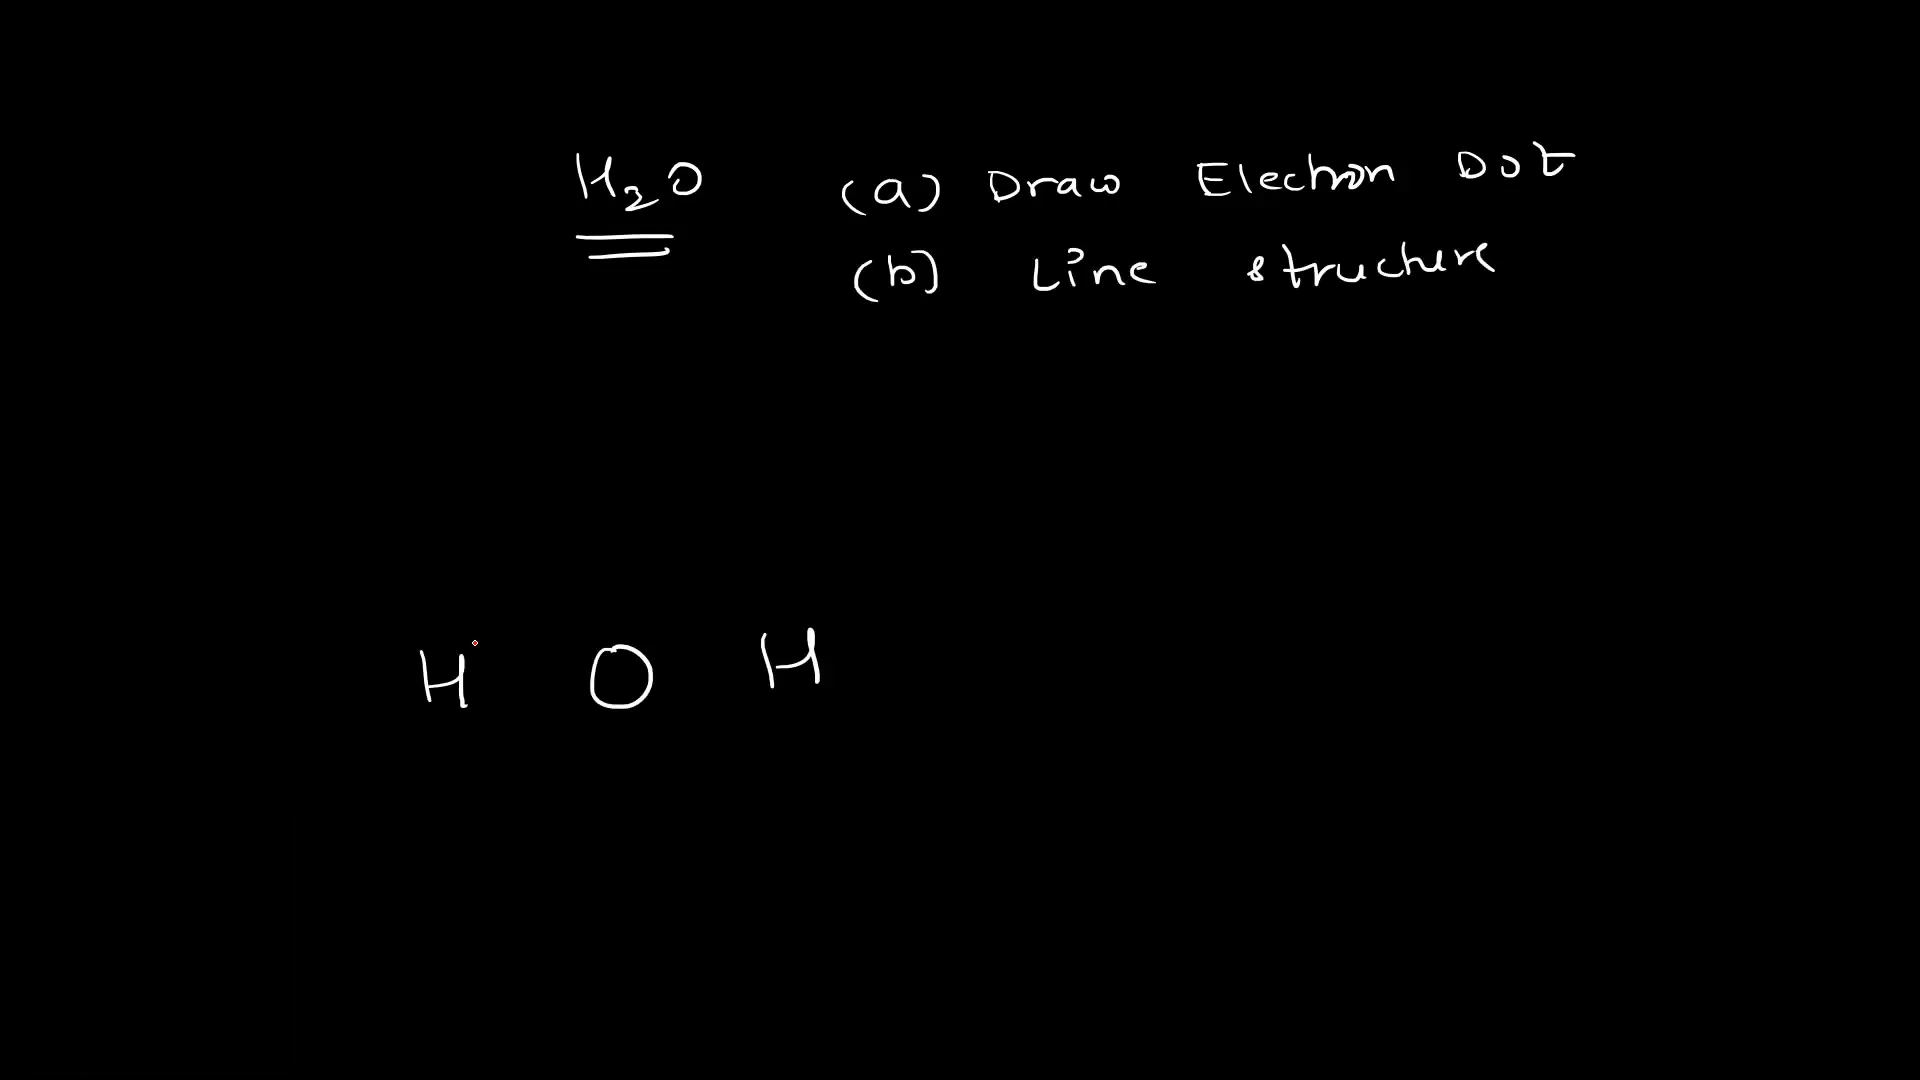 H₂O (a) Draw Electron Dot
(b) Line structure
H O H